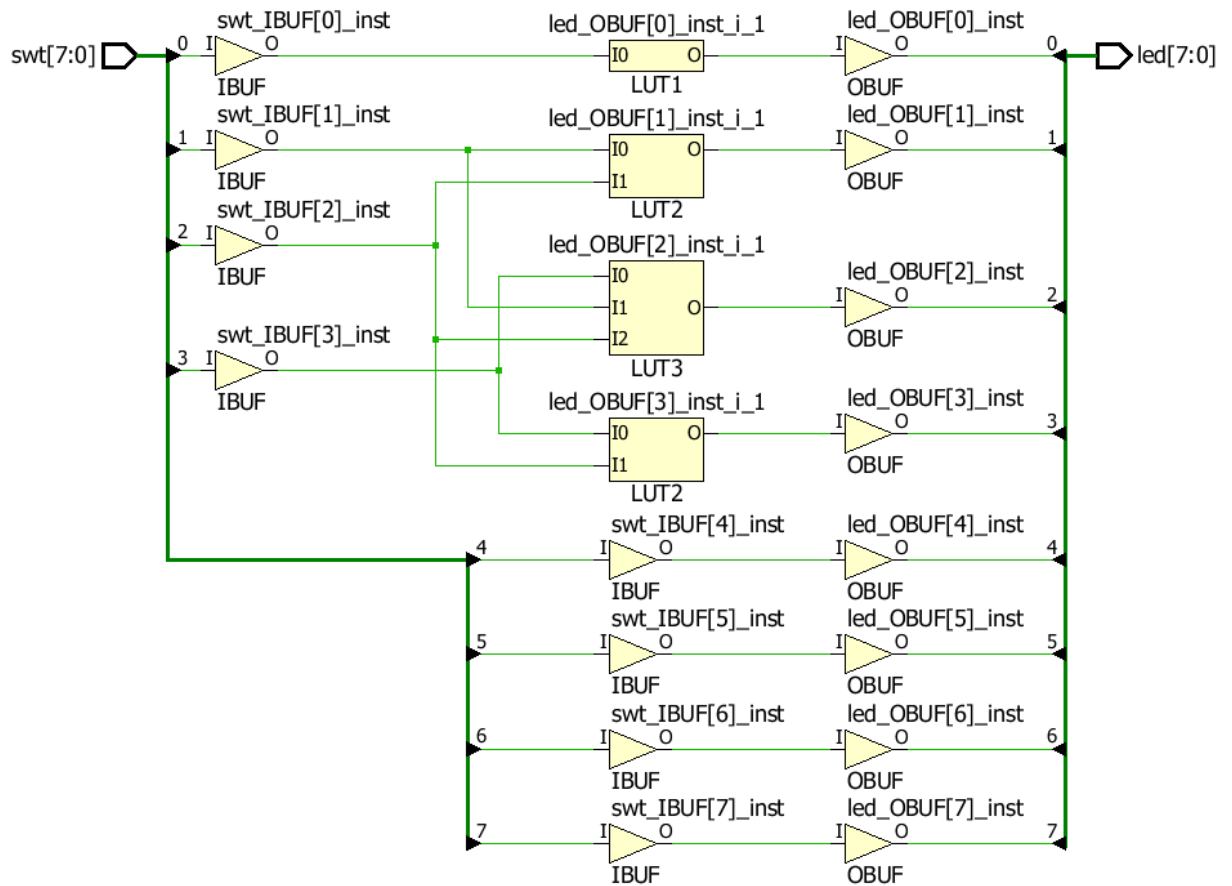 swt_IBUF[0]_inst led_OBUF[0]_inst_i_1 led_OBUF[0]_inst
swt[7:0] 0 I O I0 O I O 0 led[7:0]
IBUF LUT1 OBUF
swt_IBUF[1]_inst led_OBUF[1]_inst_i_1 led_OBUF[1]_inst
1 I O I0 O I O 1
IBUF I1 OBUF
swt_IBUF[2]_inst LUT2
2 I O led_OBUF[2]_inst_i_1
IBUF I0 led_OBUF[2]_inst
I1 O I O 2
swt_IBUF[3]_inst I2 OBUF
3 I O LUT3
IBUF led_OBUF[3]_inst_i_1 led_OBUF[3]_inst
I0 O I O 3
I1 OBUF
LUT2
swt_IBUF[4]_inst led_OBUF[4]_inst
4 I O I O 4
IBUF OBUF
swt_IBUF[5]_inst led_OBUF[5]_inst
5 I O I O 5
IBUF OBUF
swt_IBUF[6]_inst led_OBUF[6]_inst
6 I O I O 6
IBUF OBUF
swt_IBUF[7]_inst led_OBUF[7]_inst
7 I O I O 7
IBUF OBUF